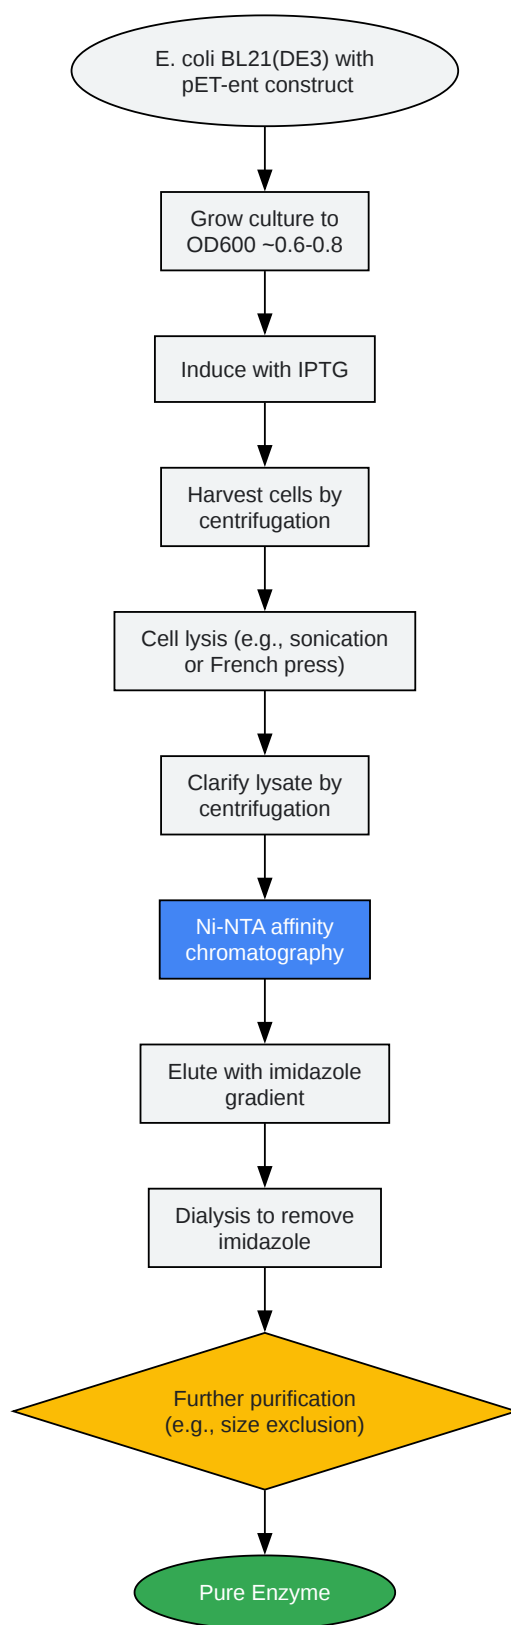 E. coli BL21(DE3) with
pET-ent construct
Grow culture to
OD600 ~0.6-0.8
Induce with IPTG
Harvest cells by
centrifugation
Cell lysis (e.g., sonication
or French press)
Clarify lysate by
centrifugation
Ni-NTA affinity
chromatography
Elute with imidazole
gradient
Dialysis to remove
imidazole
Further purification
(e.g., size exclusion)
Pure Enzyme